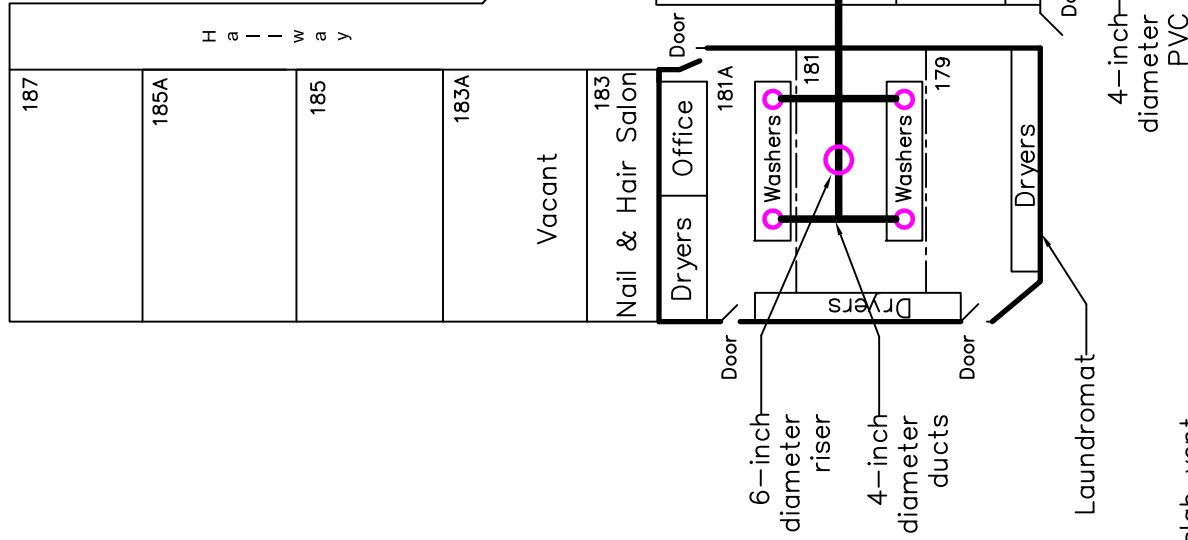 Hallway
187
185A
185
183A
Vacant
183
Nail & Hair Salon
Office
Dryers
Door
181A
181
179
Washers
Washers
Dryers
Dryers
Door
Door
6-inch
diameter
riser
4-inch
diameter
ducts
Laundromat
4-inch
diameter
PVC
vent